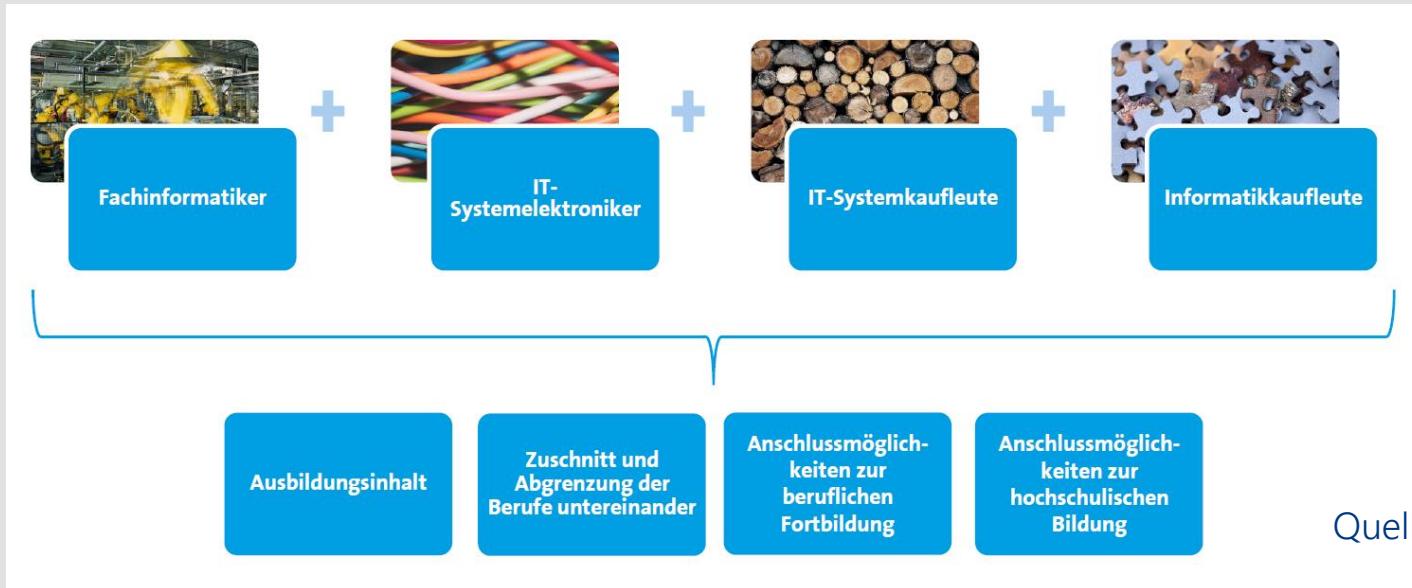 Fachinformatiker
IT-
Systemelektroniker
IT-Systemkaufleute
Informatikkaufleute
Ausbildungsinhalt
Zuschnitt und
Abgrenzung der
Berufe untereinander
Anschlussmöglich-
keiten zur
beruflichen
Fortbildung
Anschlussmöglich-
keiten zur
hochschulischen
Bildung
Quel